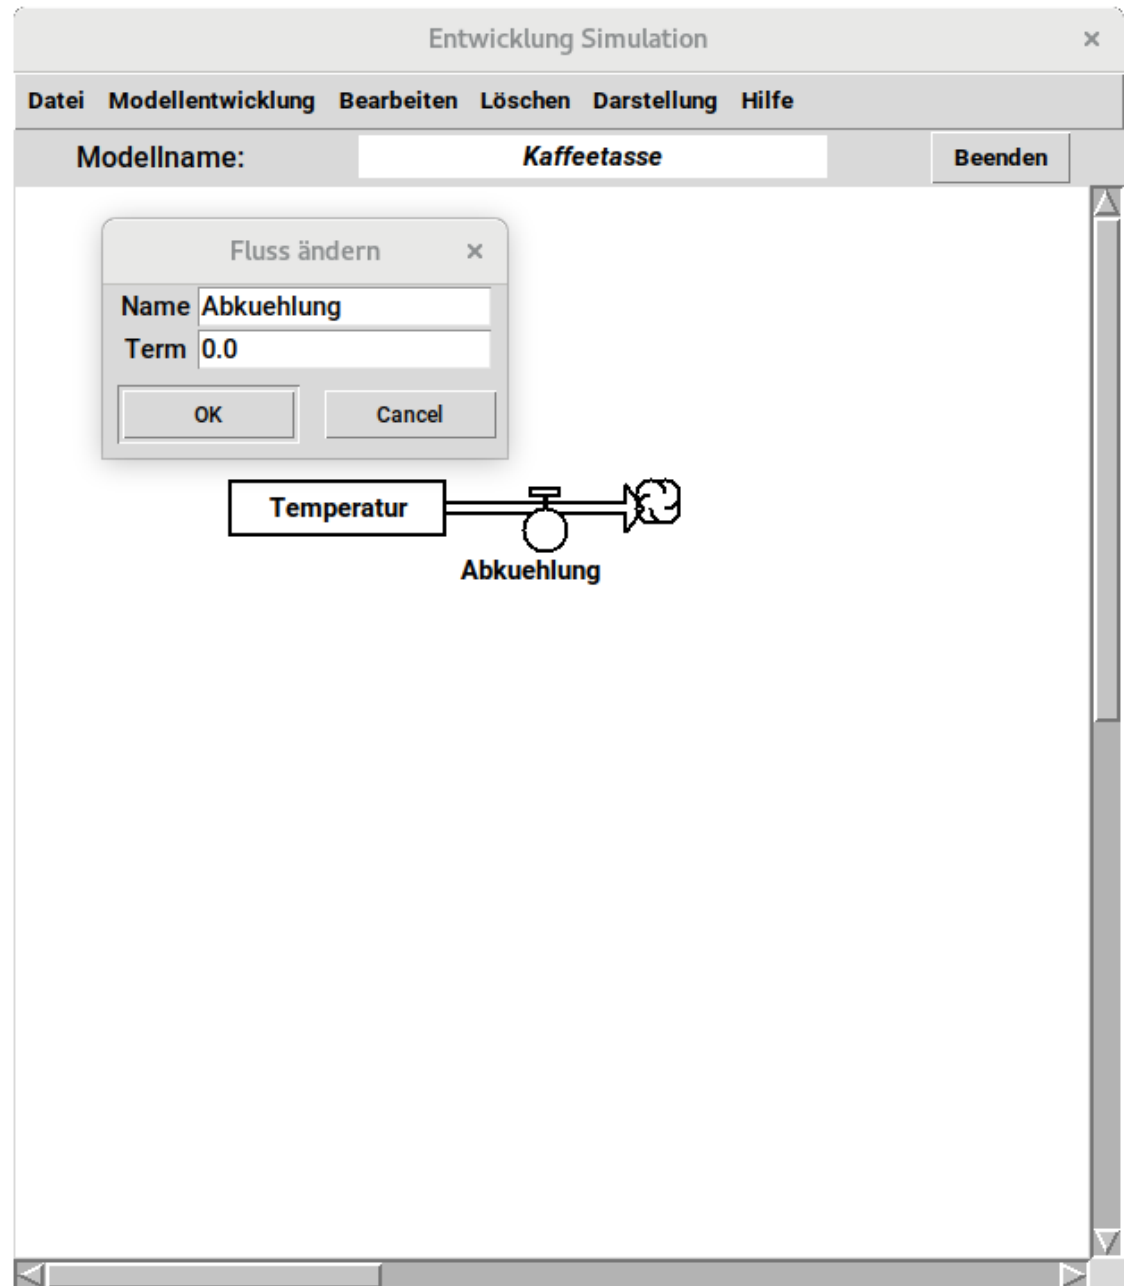 Entwicklung Simulation
Datei Modellentwicklung Bearbeiten Löschen Darstellung Hilfe
Modellname: Kaffeetasse Beenden
Fluss ändern
Name Abkuehlung
Term 0.0
OK Cancel
Temperatur
Abkuehlung